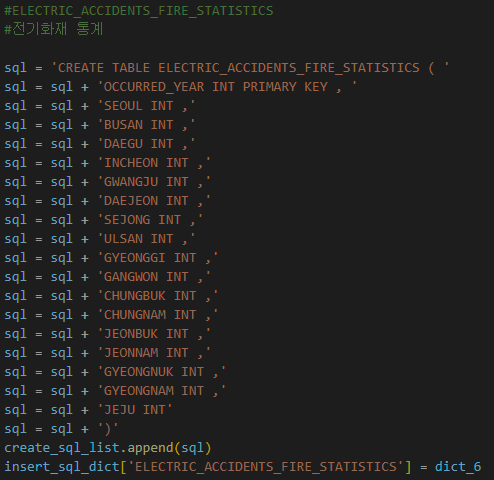 #ELECTRIC_ACCIDENTS_FIRE_STATISTICS
#전기화재 통계
sql = 'CREATE TABLE ELECTRIC_ACCIDENTS_FIRE_STATISTICS ( '
sql = sql + 'OCCURRED_YEAR INT PRIMARY KEY , '
sql = sql + 'SEOUL INT ,'
sql = sql + 'BUSAN INT ,'
sql = sql + 'DAEGU INT ,'
sql = sql + 'INCHEON INT ,'
sql = sql + 'GWANGJU INT ,'
sql = sql + 'DAEJEON INT ,'
sql = sql + 'SEJONG INT ,'
sql = sql + 'ULSAN INT ,'
sql = sql + 'GYEONGGI INT ,'
sql = sql + 'GANGWON INT ,'
sql = sql + 'CHUNGBUK INT ,'
sql = sql + 'CHUNGNAM INT ,'
sql = sql + 'JEONBUK INT ,'
sql = sql + 'JEONNAM INT ,'
sql = sql + 'GYEONGNUK INT ,'
sql = sql + 'GYEONGNAM INT ,'
sql = sql + 'JEJU INT'
sql = sql + ')'
create_sql_list.append(sql)
insert_sql_dict['ELECTRIC_ACCIDENTS_FIRE_STATISTICS'] = dict_6